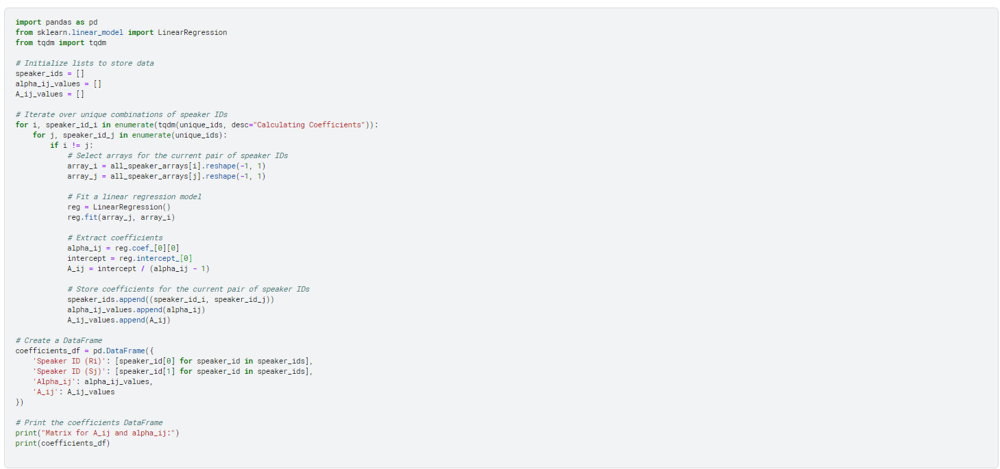 import pandas as pd
from sklearn.linear_model import LinearRegression
from tqdm import tqdm

# Initialize lists to store data
speaker_ids = []
alpha_ij_values = []
A_ij_values = []

# Iterate over unique combinations of speaker IDs
for i, speaker_id_i in enumerate(tqdm(unique_ids, desc="Calculating Coefficients")):
    for j, speaker_id_j in enumerate(unique_ids):
        if i != j:
            # Select arrays for the current pair of speaker IDs
            array_i = all_speaker_arrays[i].reshape(-1, 1)
            array_j = all_speaker_arrays[j].reshape(-1, 1)

            # Fit a linear regression model
            reg = LinearRegression()
            reg.fit(array_j, array_i)

            # Extract coefficients
            alpha_ij = reg.coef_[0][0]
            intercept = reg.intercept_[0]
            A_ij = intercept / (alpha_ij - 1)

            # Store coefficients for the current pair of speaker IDs
            speaker_ids.append((speaker_id_i, speaker_id_j))
            alpha_ij_values.append(alpha_ij)
            A_ij_values.append(A_ij)

# Create a DataFrame
coefficients_df = pd.DataFrame({
    'Speaker ID (Ri)': [speaker_id[0] for speaker_id in speaker_ids],
    'Speaker ID (Sj)': [speaker_id[1] for speaker_id in speaker_ids],
    'Alpha_ij': alpha_ij_values,
    'A_ij': A_ij_values
})

# Print the coefficients DataFrame
print("Matrix for A_ij and alpha_ij:")
print(coefficients_df)